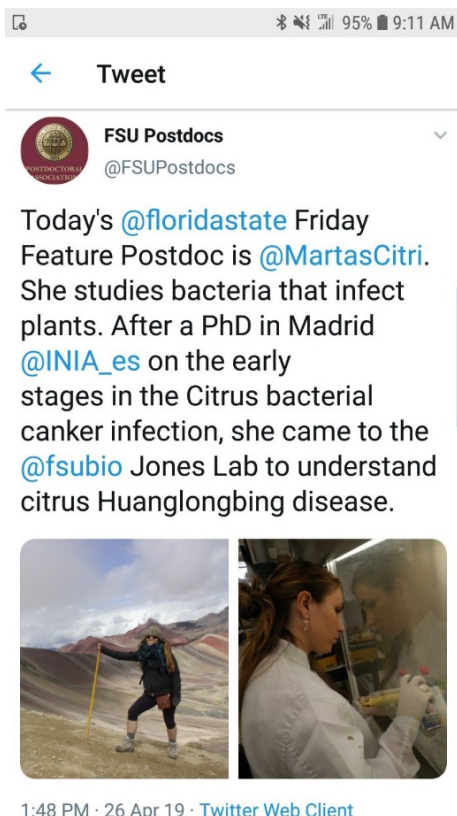 LTE 95% 9:11 AM
Tweet
POSTDOCTORAL
ASSOCIATION
FSU Postdocs
@FSUPostdocs
Today's @floridastate Friday
Feature Postdoc is @MartasCitri.
She studies bacteria that infect
plants. After a PhD in Madrid
@INIA_es on the early
stages in the Citrus bacterial
canker infection, she came to the
@fsubio Jones Lab to understand
citrus Huanglongbing disease.
1:48 PM · 26 Apr 19 · Twitter Web Client